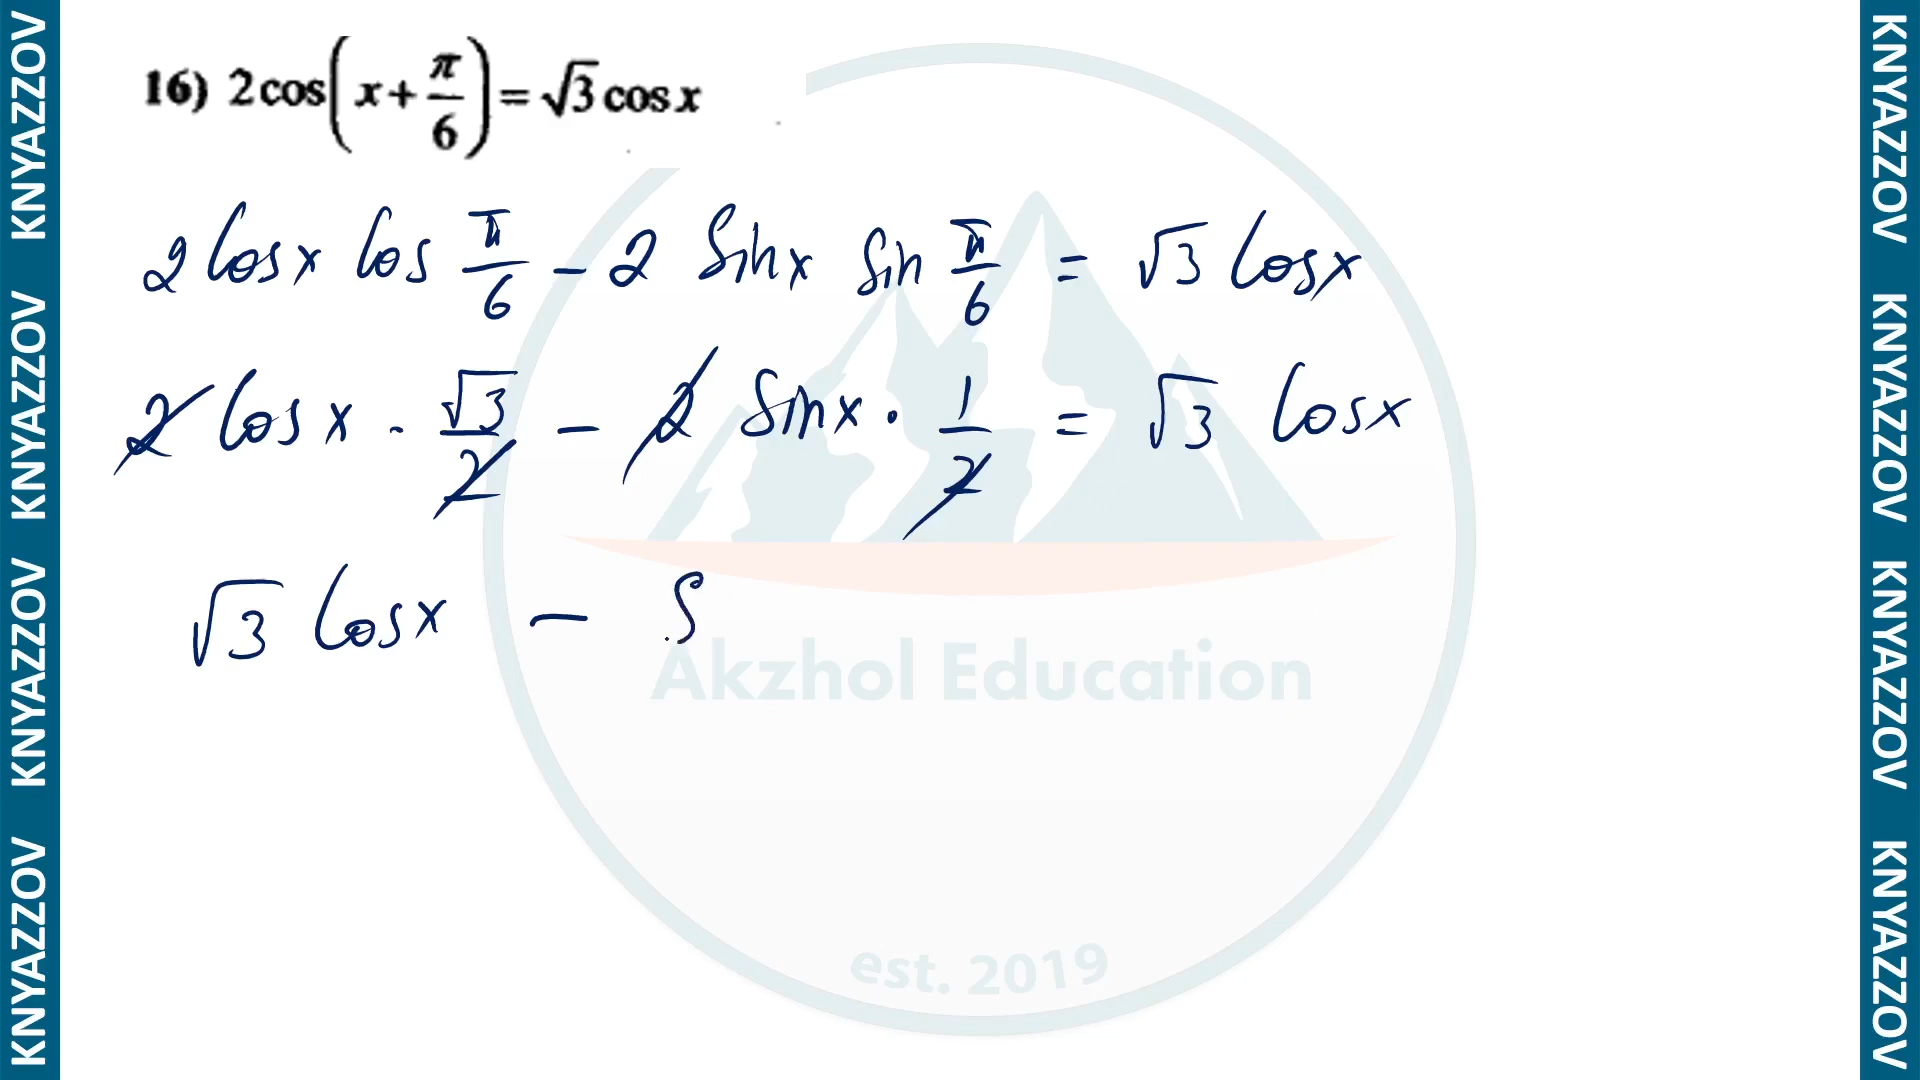 16) 2cos(x + π/6) = √3 cos x
2 cos x cos π/6 - 2 sin x sin π/6 = √3 cos x
2 cos x · √3/2 - 2 sin x · 1/2 = √3 cos x
√3 cos x - s
Akzhol Education
est. 2019
KNYAZZOV KNYAZZOV KNYAZZOV KNYAZZOV
KNYAZZOV KNYAZZOV KNYAZZOV KNYAZZOV